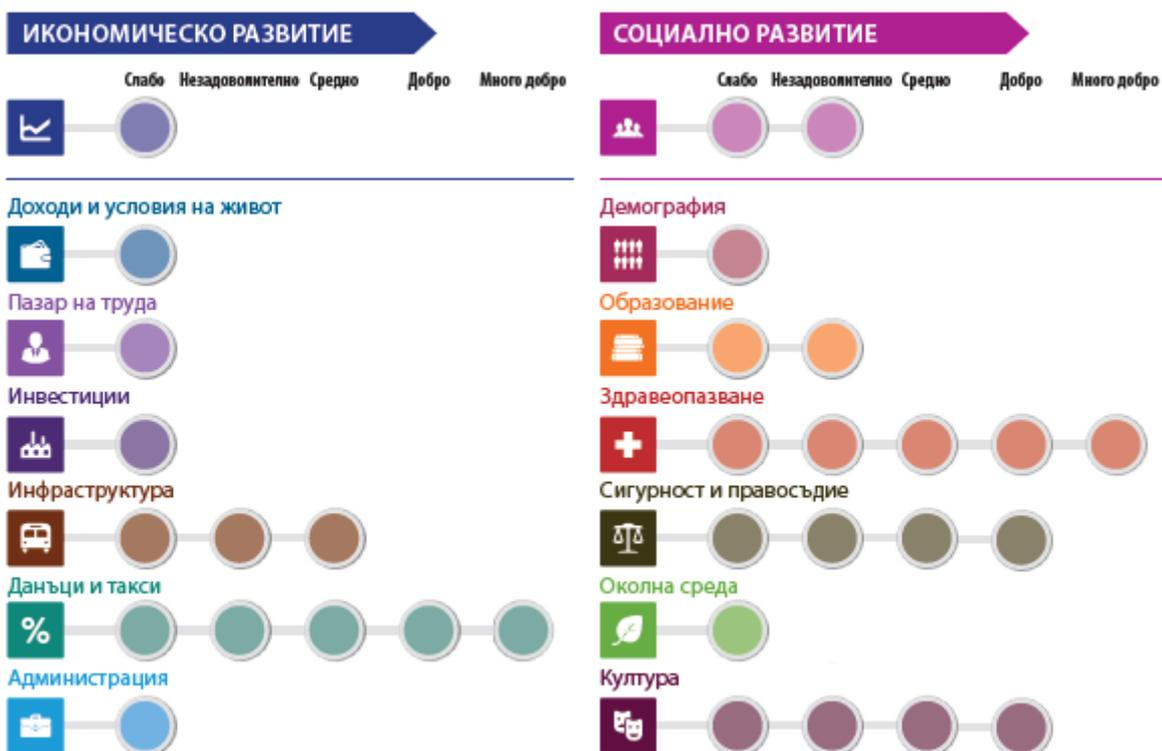 ИКОНОМИЧЕСКО РАЗВИТИЕ
Слабо Незадоволително Средно Добро Много добро
Доходи и условия на живот
Пазар на труда
Инвестиции
Инфраструктура
Данъци и такси
%
Администрация
СОЦИАЛНО РАЗВИТИЕ
Слабо Незадоволително Средно Добро Много добро
Демография
Образование
Здравеопазване
Сигурност и правосъдие
Околна среда
Култура